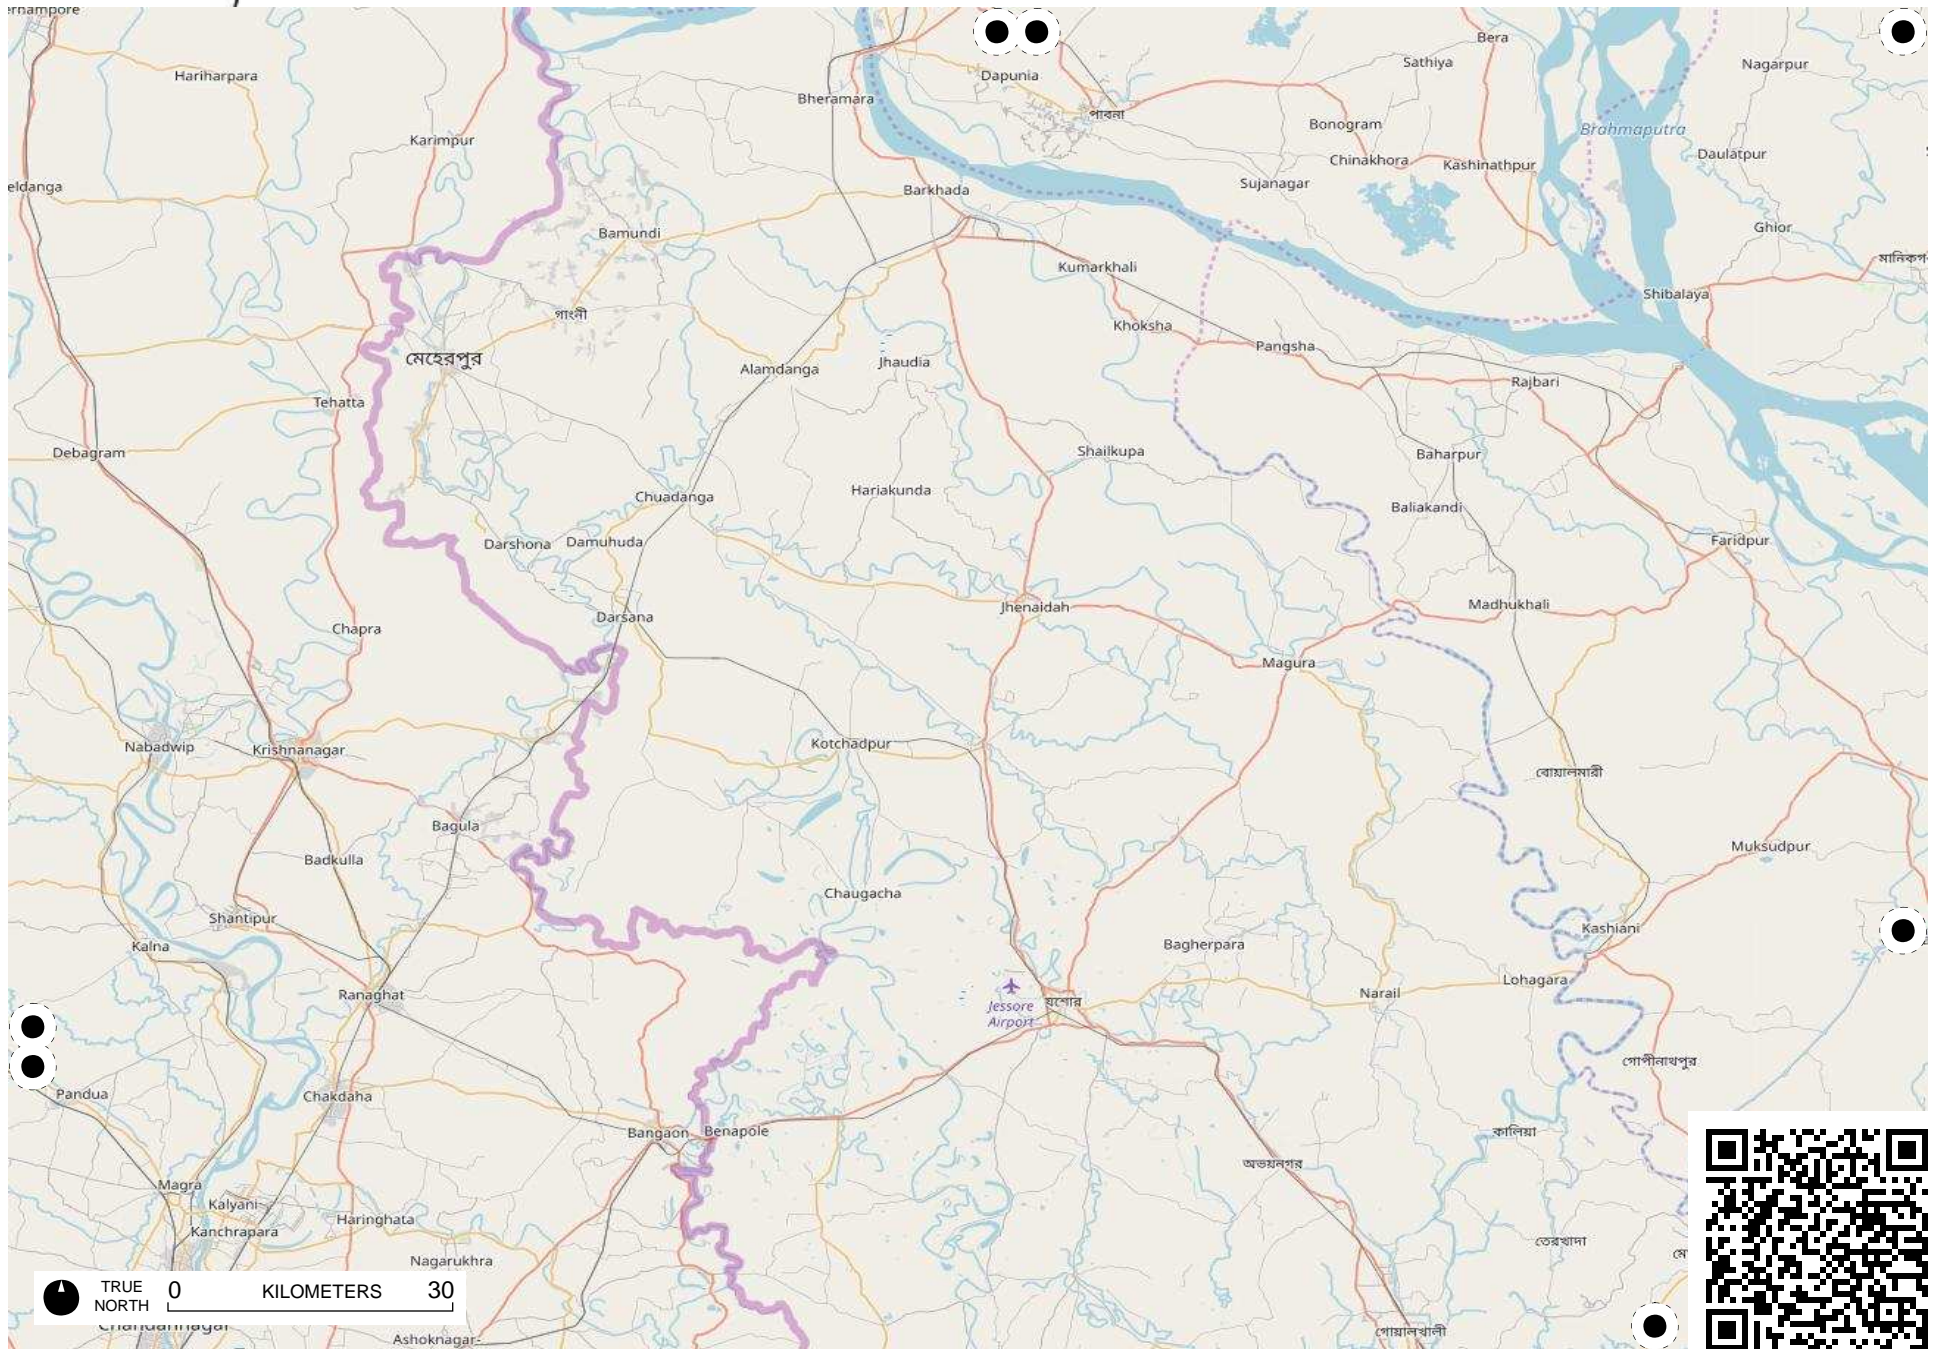 Hariharpara
Dapunia
Bera
Sathiya
Nagarpur
Bheramara
পাবনা
Bonogram
Brahmaputra
Karimpur
Chinakhora
Kashinathpur
Daulatpur
eldanga
Barkhada
Sujanagar
Bamundi
Ghior
Kumarkhali
মানিকগ
Shibalaya
গাংনী
Khoksha
Pangsha
মেহেরপুর
Alamdanga
Jhaudia
Rajbari
Tehatta
Debagram
Shailkupa
Baharpur
Chuadanga
Hariakunda
Baliakandi
Darshona
Damuhuda
Faridpur
Darsana
Jhenaidah
Madhukhali
Chapra
Magura
Nabadwip
Krishnanagar
Kotchadpur
বোয়ালমারী
Bagula
Badkulla
Muksudpur
Chaugacha
Shantipur
Kashiani
Kalna
Bagherpara
Ranaghat
Lohagara
Narail
Jessore
Airport
যশোর
গোপীনাথপুর
Pandua
Chakdaha
Bangaon
Benapole
কালিয়া
অভয়নগর
Magra
Kalyani
Haringhata
Kanchrapara
তেরখাদা
মো
Nagarukhra
TRUE
NORTH
0 KILOMETERS 30
Chandannagar
Ashoknagar-
গোয়ালখালী